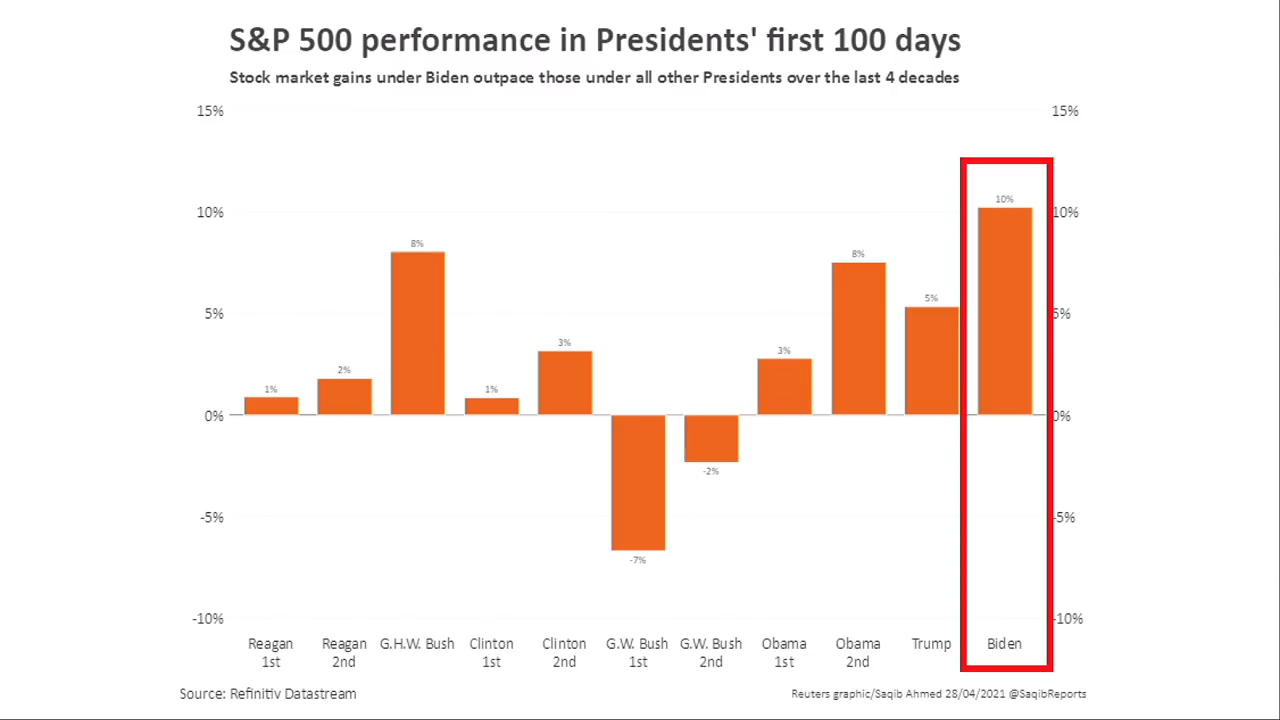 S&P 500 performance in Presidents' first 100 days
Stock market gains under Biden outpace those under all other Presidents over the last 4 decades
15% 15%
10% 10%
5% 5%
0% 0%
-5% -5%
-10% -10%
1% 2% 8% 1% 3% -7% -2% 3% 8% 5% 10%
Reagan Reagan G.H.W. Bush Clinton Clinton G.W. Bush G.W. Bush Obama Obama Trump Biden
1st 2nd 1st 2nd 1st 2nd 1st 2nd
Source: Refinitiv Datastream
Reuters graphic/Saqib Ahmed 28/04/2021 @SaqibReports